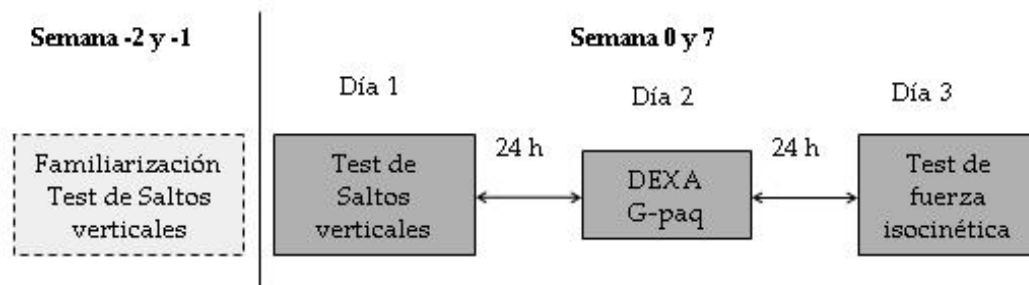 Semana -2 y -1
Semana 0 y 7
Día 1
Día 2
Día 3
Familiarización
Test de Saltos
verticales
Test de
Saltos
verticales
24 h
DEXA
G-paq
24 h
Test de
fuerza
isocinética